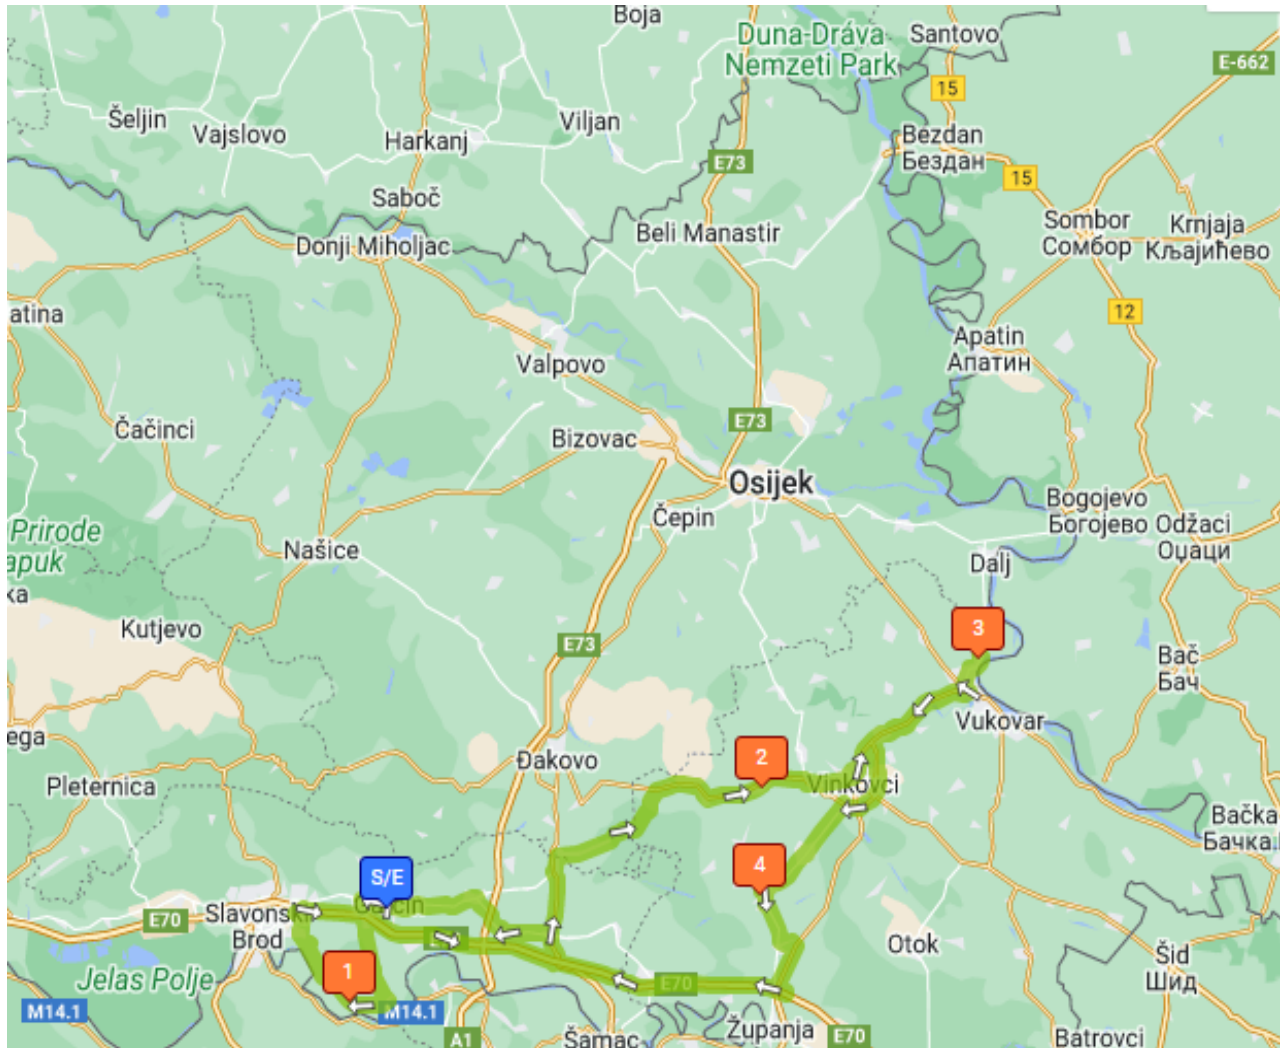 Boja
Duna-Dráva
Nemzeti Park
Santovo
E-662
15
Šeljin
Vajslovo
Harkanj
Viljan
Bezdan
Бездан
E73
15
Saboč
Sombor
Сомбор
Krnjaja
Кљајићево
Donji Miholjac
Beli Manastir
atina
12
Apatin
Апатин
Valpovo
Čačinci
Bizovac
E73
Osijek
Čepin
Bogojevo
Богојево
Odžaci
Оџаци
Prirode
apuk
Našice
Dalj
ka
Kutjevo
E73
3
Bač
Бач
Vukovar
ega
Đakovo
2
Pleternica
Vinkovci
Bačka
Бачка
4
S/E
Garčin
E70
Slavonski
Brod
Otok
Šid
Шид
1
Jelas Polje
E70
M14.1
M14.1
A1
Šamac
Županja
E70
Batrovci